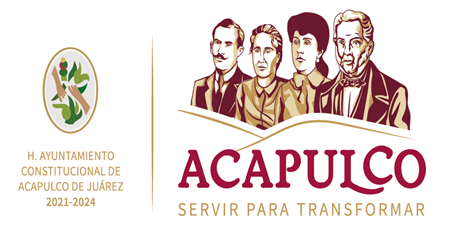 H. AYUNTAMIENTO
CONSTITUCIONAL DE
ACAPULCO DE JUÁREZ
2021-2024
ACAPULCO
SERVIR PARA TRANSFORMAR